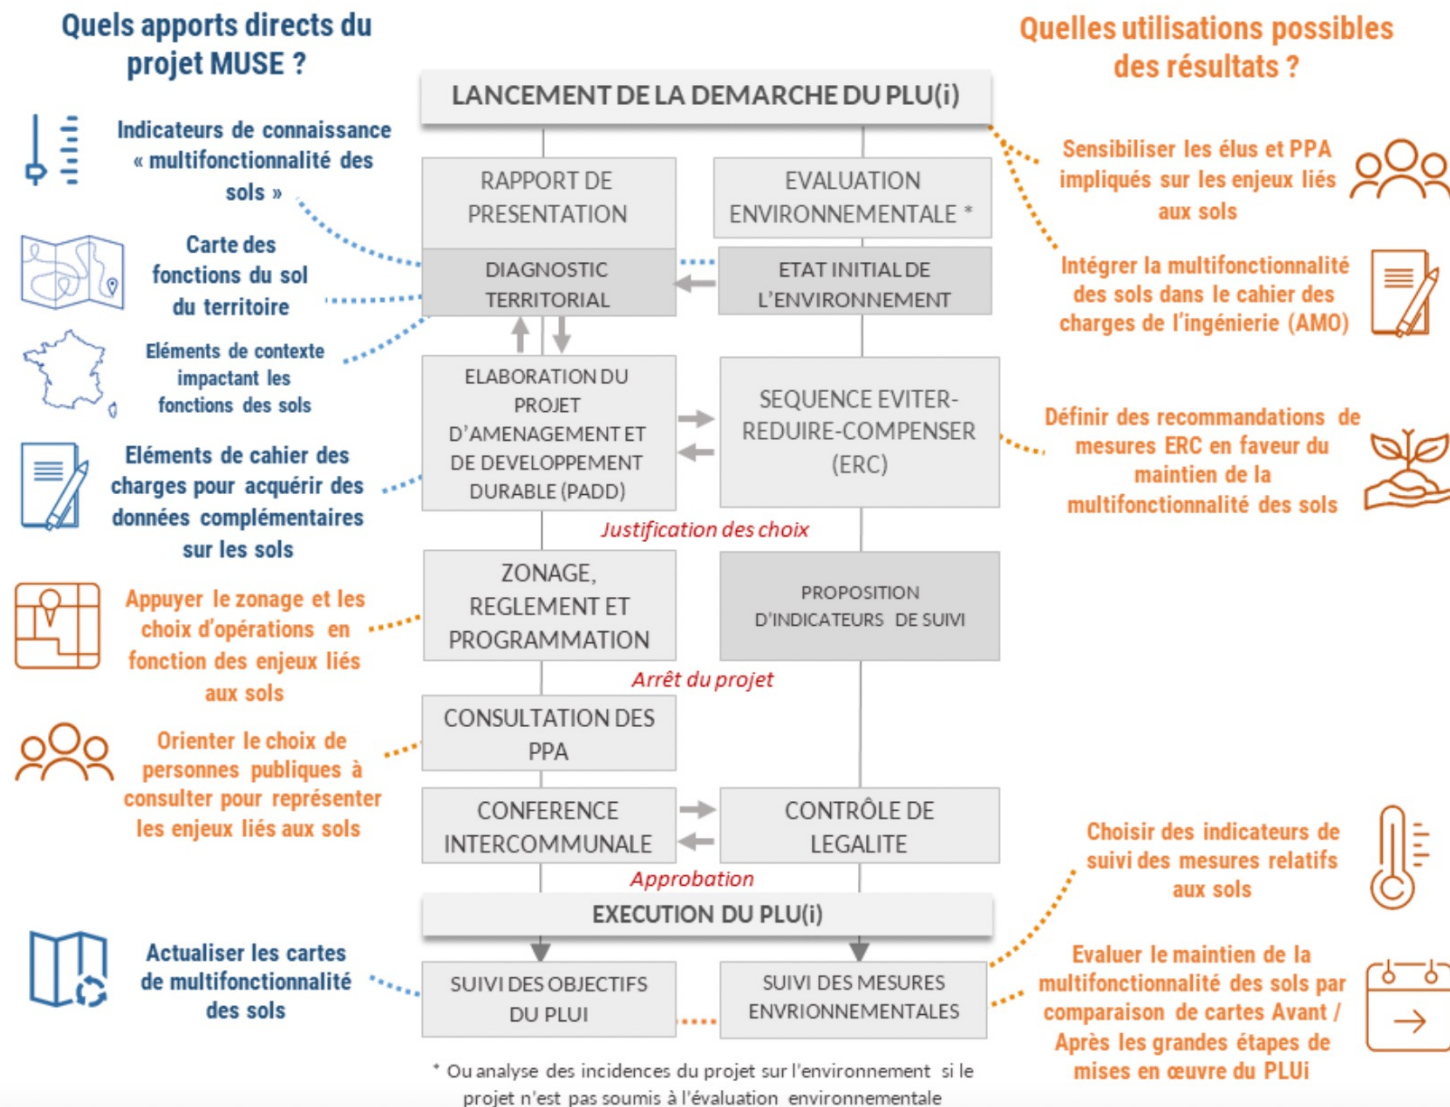 Quels apports directs du
projet MUSE ?
Indicateurs de connaissance
« multifonctionnalité des
sols »
Carte des
fonctions du sol
du territoire
Eléments de contexte
impactant les
fonctions des sols
Eléments de cahier des
charges pour acquérir des
données complémentaires
sur les sols
Appuyer le zonage et les
choix d'opérations en
fonction des enjeux liés
aux sols
Orienter le choix de
personnes publiques à
consulter pour représenter
les enjeux liés aux sols
Actualiser les cartes
de multifonctionnalité
des sols
LANCEMENT DE LA DEMARCHE DU PLU(i)
RAPPORT DE
PRESENTATION
EVALUATION
ENVIRONNEMENTALE *
DIAGNOSTIC
TERRITORIAL
ETAT INITIAL DE
L'ENVIRONNEMENT
ELABORATION DU
PROJET
D'AMENAGEMENT ET
DE DEVELOPPEMENT
DURABLE (PADD)
SEQUENCE EVITER-
REDUIRE-COMPENSER
(ERC)
Justification des choix
ZONAGE,
REGLEMENT ET
PROGRAMMATION
PROPOSITION
D'INDICATEURS DE SUIVI
Arrêt du projet
CONSULTATION DES
PPA
CONFERENCE
INTERCOMMUNALE
CONTRÔLE DE
LEGALITE
Approbation
EXECUTION DU PLU(i)
SUIVI DES OBJECTIFS
DU PLUI
SUIVI DES MESURES
ENVRIONNEMENTALES
* Ou analyse des incidences du projet sur l'environnement si le
projet n'est pas soumis à l'évaluation environnementale
Quelles utilisations possibles
des résultats ?
Sensibiliser les élus et PPA
impliqués sur les enjeux liés
aux sols
Intégrer la multifonctionnalité
des sols dans le cahier des
charges de l'ingénierie (AMO)
Définir des recommandations de
mesures ERC en faveur du
maintien de la
multifonctionnalité des sols
Choisir des indicateurs de
suivi des mesures relatifs
aux sols
Evaluer le maintien de la
multifonctionnalité des sols par
comparaison de cartes Avant /
Après les grandes étapes de
mises en œuvre du PLUi